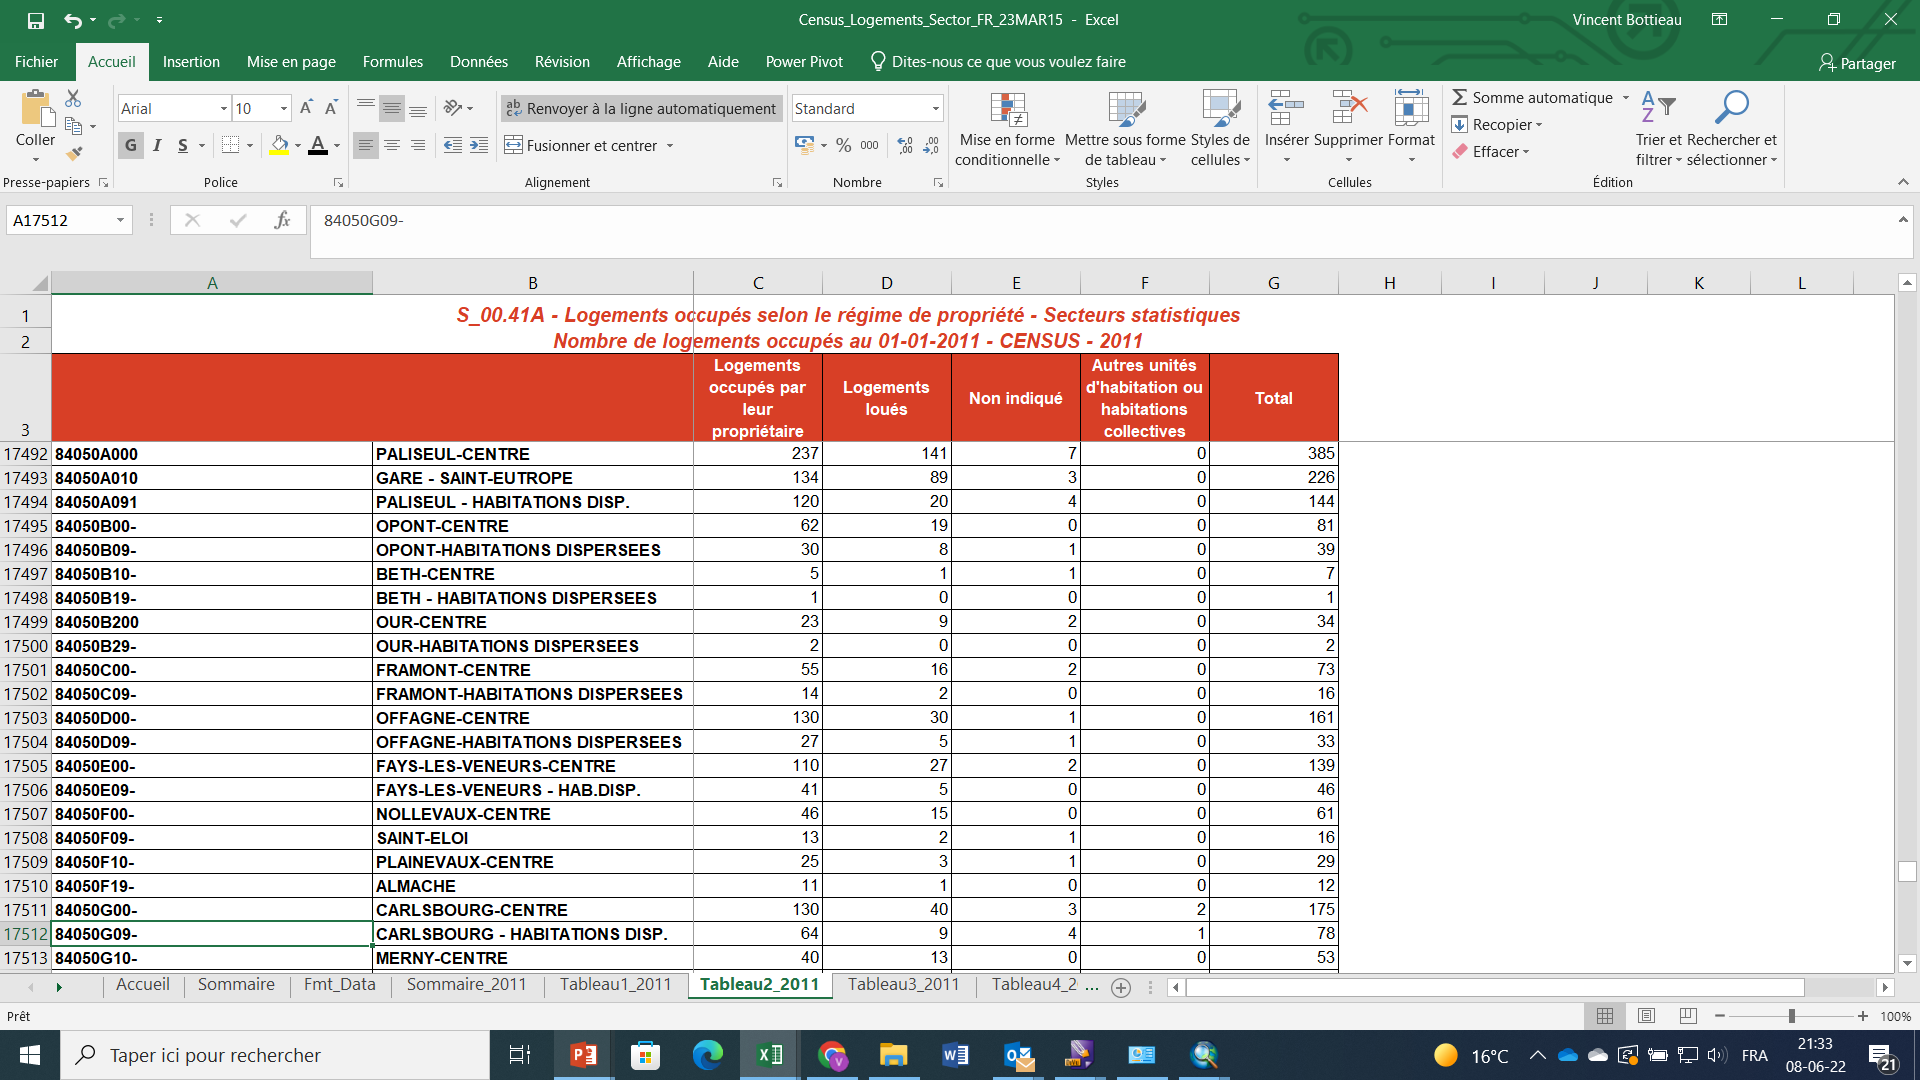 Census_Logements_Sector_FR_23MAR15 - Excel
Vincent Bottieau
Fichier Accueil Insertion Mise en page Formules Données Révision Affichage Aide Power Pivot Dites-nous ce que vous voulez faire Partager
Coller
Presse-papiers
Arial 10
G I S A
Police
Renvoyer à la ligne automatiquement
Fusionner et centrer
Alignement
Standard
% 000
Nombre
Mise en forme conditionnelle
Mettre sous forme de tableau
Styles de cellules
Styles
Insérer Supprimer Format
Cellules
Somme automatique
Recopier
Effacer
Trier et filtrer
Rechercher et sélectionner
Édition
A17512 fx 84050G09-
A B C D E F G H I J K L
1 S_00.41A - Logements occupés selon le régime de propriété - Secteurs statistiques
2 Nombre de logements occupés au 01-01-2011 - CENSUS - 2011
3 Logements occupés par leur propriétaire Logements loués Non indiqué Autres unités d'habitation ou habitations collectives Total
17492 84050A000 PALISEUL-CENTRE 237 141 7 0 385
17493 84050A010 GARE - SAINT-EUTROPE 134 89 3 0 226
17494 84050A091 PALISEUL - HABITATIONS DISP. 120 20 4 0 144
17495 84050B00- OPONT-CENTRE 62 19 0 0 81
17496 84050B09- OPONT-HABITATIONS DISPERSEES 30 8 1 0 39
17497 84050B10- BETH-CENTRE 5 1 1 0 7
17498 84050B19- BETH - HABITATIONS DISPERSEES 1 0 0 0 1
17499 84050B200 OUR-CENTRE 23 9 2 0 34
17500 84050B29- OUR-HABITATIONS DISPERSEES 2 0 0 0 2
17501 84050C00- FRAMONT-CENTRE 55 16 2 0 73
17502 84050C09- FRAMONT-HABITATIONS DISPERSEES 14 2 0 0 16
17503 84050D00- OFFAGNE-CENTRE 130 30 1 0 161
17504 84050D09- OFFAGNE-HABITATIONS DISPERSEES 27 5 1 0 33
17505 84050E00- FAYS-LES-VENEURS-CENTRE 110 27 2 0 139
17506 84050E09- FAYS-LES-VENEURS - HAB.DISP. 41 5 0 0 46
17507 84050F00- NOLLEVAUX-CENTRE 46 15 0 0 61
17508 84050F09- SAINT-ELOI 13 2 1 0 16
17509 84050F10- PLAINEVAUX-CENTRE 25 3 1 0 29
17510 84050F19- ALMACHE 11 1 0 0 12
17511 84050G00- CARLSBOURG-CENTRE 130 40 3 2 175
17512 84050G09- CARLSBOURG - HABITATIONS DISP. 64 9 4 1 78
17513 84050G10- MERNY-CENTRE 40 13 0 0 53
Accueil Sommaire Fmt_Data Sommaire_2011 Tableau1_2011 Tableau2_2011 Tableau3_2011 Tableau4_2 ...
Prêt 100%
Taper ici pour rechercher
16°C FRA 21:33
08-06-22 21